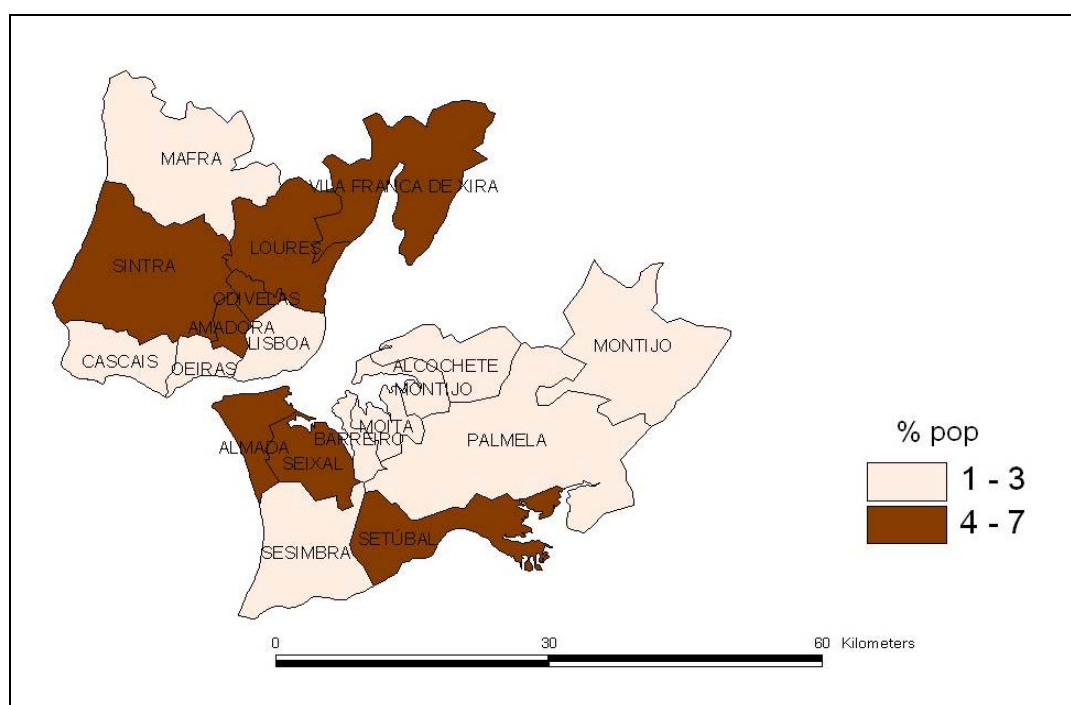 MAFRA
VILA FRANCA DE XIRA
LOURES
SINTRA
ODIVELAS
AMADORA
LISBOA
CASCAIS
OEIRAS
MONTIJO
ALCOCHETE
MONTIJO
MOITA
BARREIRO
PALMELA
ALMADA
SEIXAL
SETÚBAL
SESIMBRA
% pop
1 - 3
4 - 7
0 30 60 Kilometers